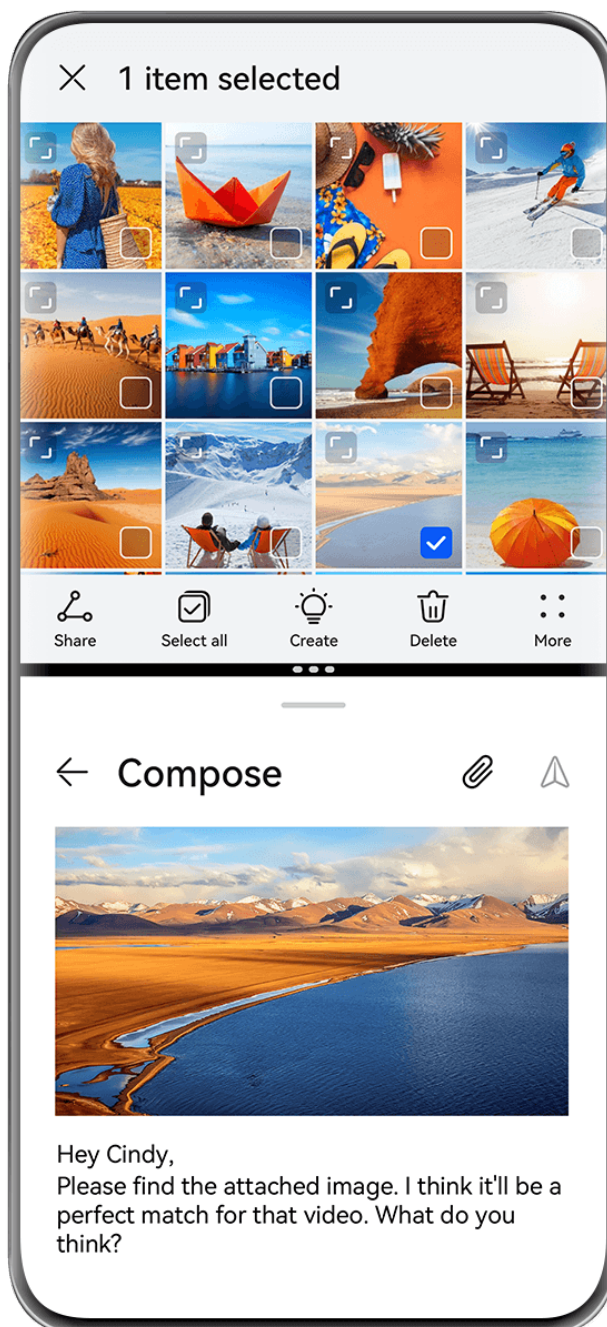 1 item selected
Share
Select all
Create
Delete
More
Compose
Hey Cindy,
Please find the attached image. I think it'll be a
perfect match for that video. What do you
think?